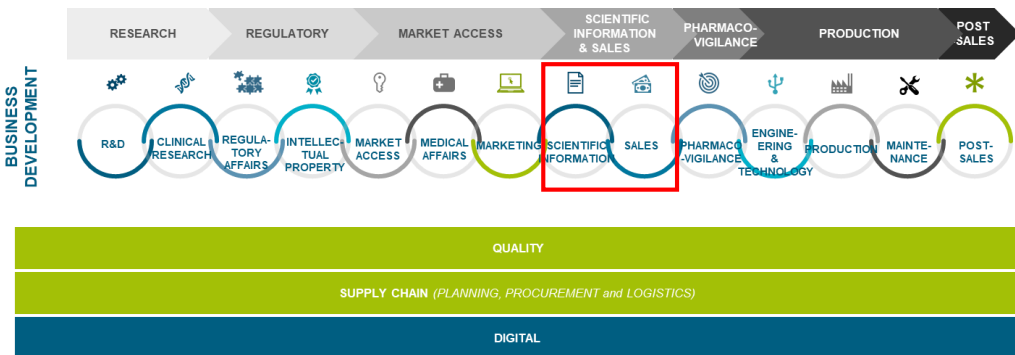 RESEARCH
REGULATORY
MARKET ACCESS
SCIENTIFIC
INFORMATION
& SALES
PHARMACO-
VIGILANCE
PRODUCTION
POST
SALES
BUSINESS
DEVELOPMENT
R&D
CLINICAL
RESEARCH
REGULA-
TORY
AFFAIRS
INTELLEC-
TUAL
PROPERTY
MARKET
ACCESS
MEDICAL
AFFAIRS
MARKETING
SCIENTIFIC
INFORMATION
SALES
PHARMACO
-VIGILANCE
ENGINE-
ERING
&
TECHNOLOGY
PRODUCTION
MAINTE-
NANCE
POST-
SALES
QUALITY
SUPPLY CHAIN (PLANNING, PROCUREMENT and LOGISTICS)
DIGITAL